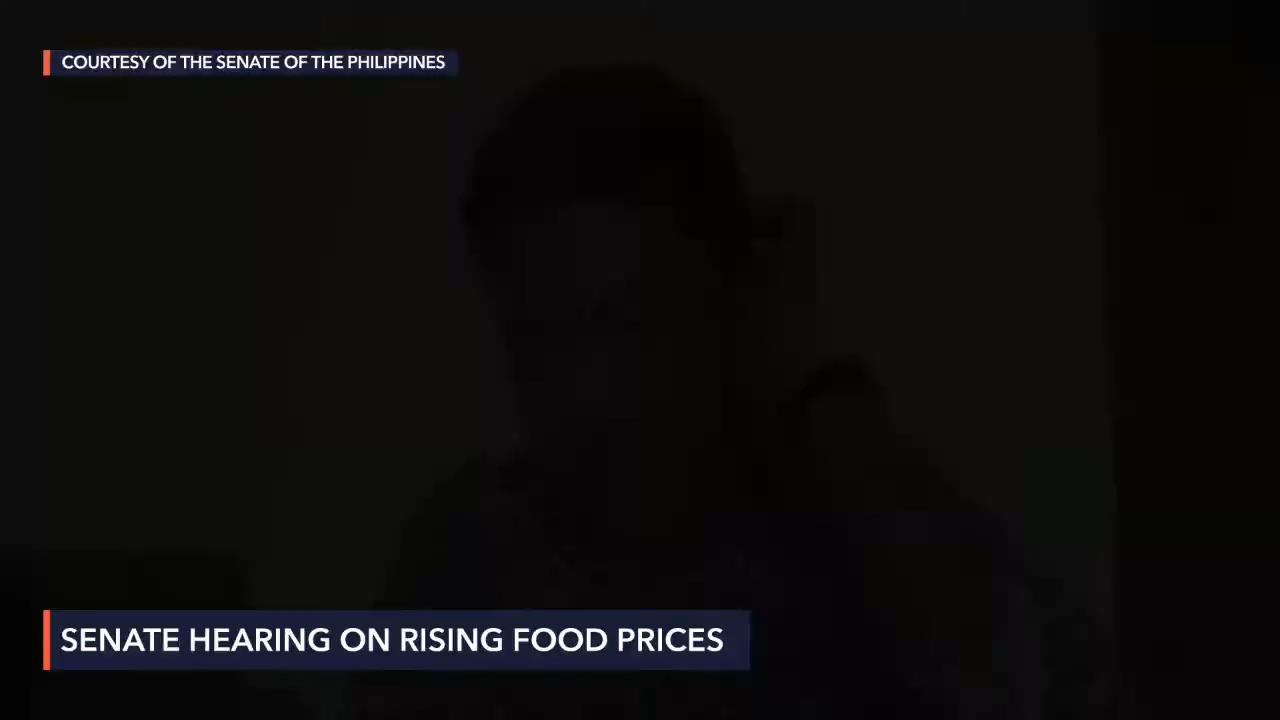 COURTESY OF THE SENATE OF THE PHILIPPINES
SENATE HEARING ON RISING FOOD PRICES